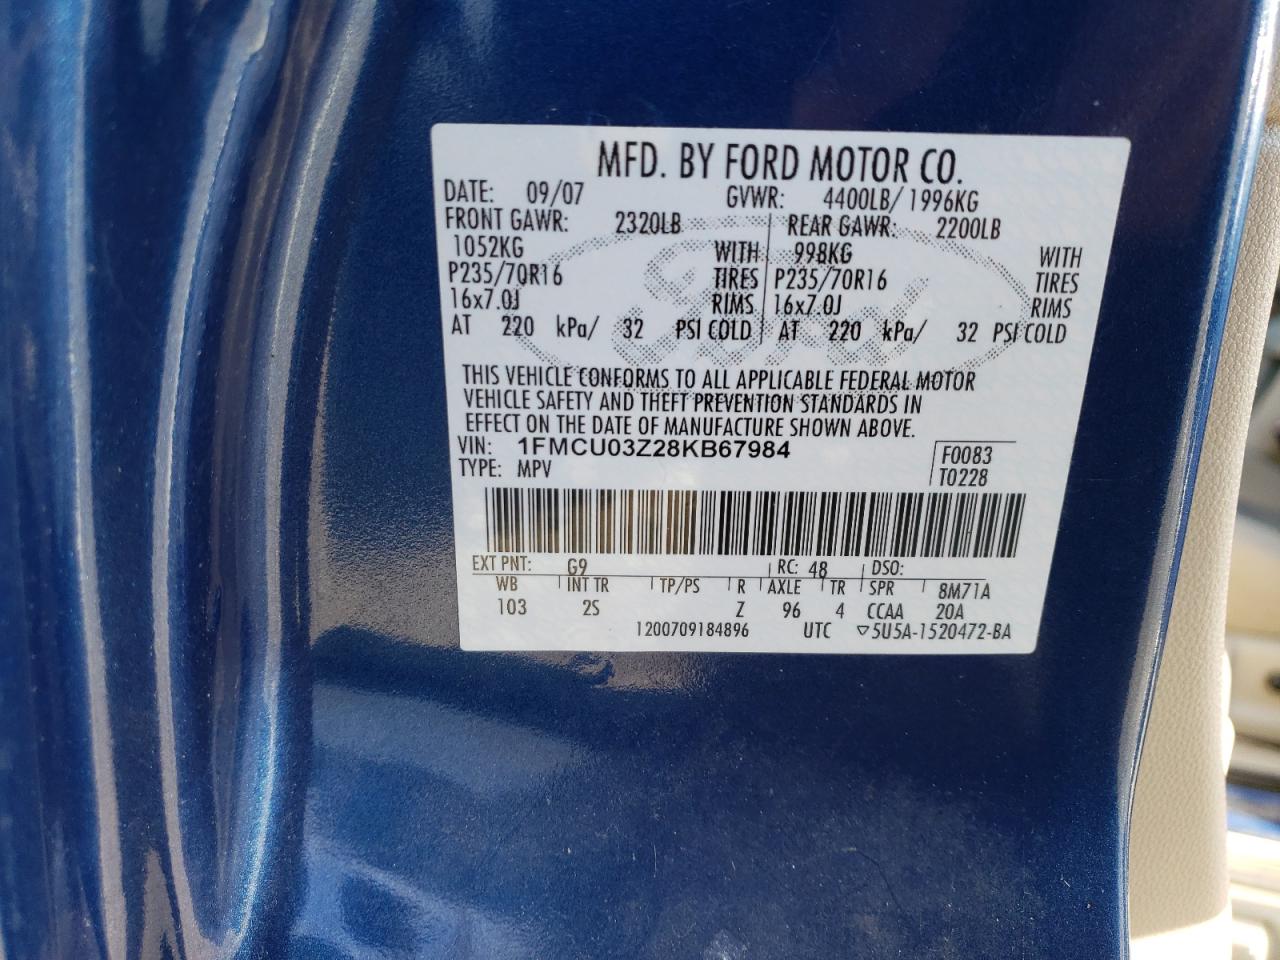 MFD. BY FORD MOTOR CO.
DATE: 09/07 GVWR: 4400LB/1996KG
FRONT GAWR: 2320LB REAR GAWR: 2200LB
1052KG WITH 998KG WITH
P235/70R16 TIRES P235/70R16 TIRES
16x7.0J RIMS 16x7.0J RIMS
AT 220 kPa/ 32 PSI COLD AT 220 kPa/ 32 PSI COLD
Ford
THIS VEHICLE CONFORMS TO ALL APPLICABLE FEDERAL MOTOR
VEHICLE SAFETY AND THEFT PREVENTION STANDARDS IN
EFFECT ON THE DATE OF MANUFACTURE SHOWN ABOVE.
VIN: 1FMCU03Z28KB67984 F0083
TYPE: MPV T0228
EXT PNT: G9 RC: 48 DSO:
WB INT TR TP/PS R AXLE TR SPR 8M71A
103 2S Z 96 4 CCAA 20A
1200709184896 UTC ▽5U5A-1520472-BA